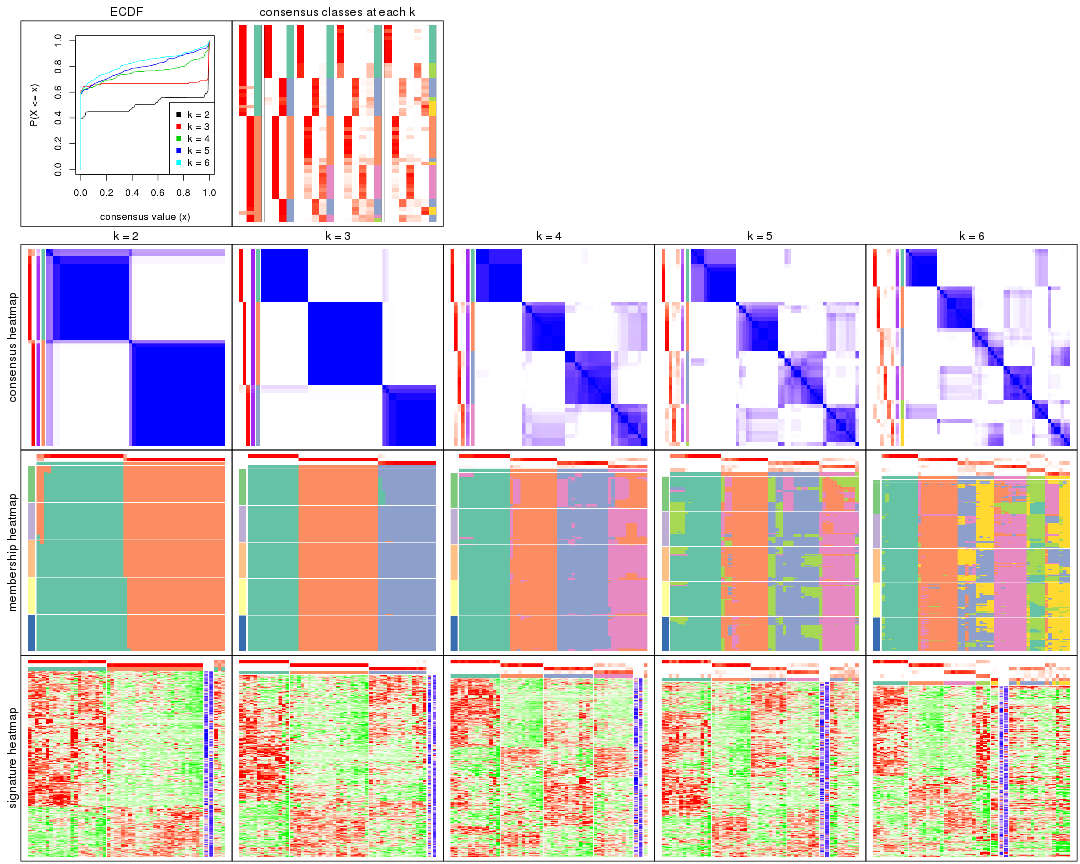 ECDF
consensus classes at each k
P(X <= x)
0.0 0.2 0.4 0.6 0.8 1.0
k = 2
k = 3
k = 4
k = 5
k = 6
0.0 0.2 0.4 0.6 0.8 1.0
consensus value (x)
k = 2 k = 3 k = 4 k = 5 k = 6
consensus heatmap
membership heatmap
signature heatmap